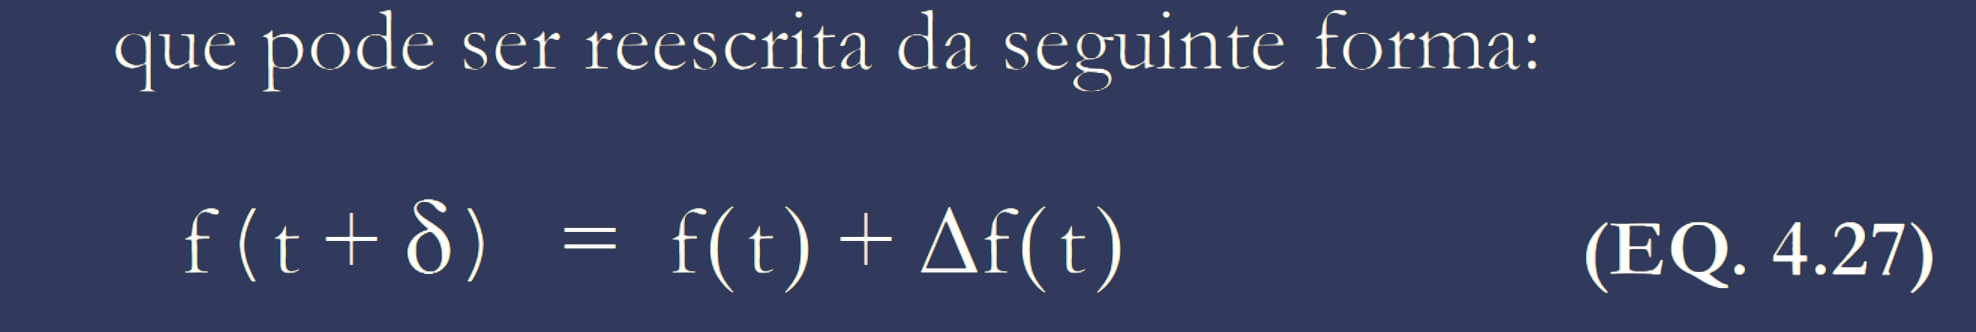 que pode ser reescrita da seguinte forma:
f ( t + δ ) = f(t) + Δf(t) (EQ. 4.27)